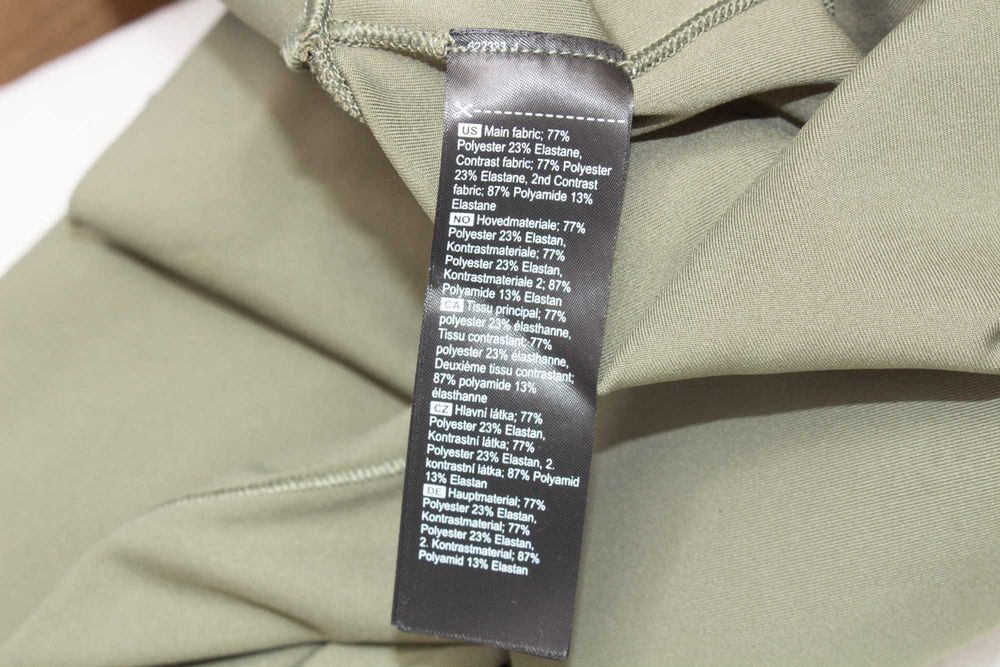 US Main fabric; 77%
Polyester 23% Elastane,
Contrast fabric; 77% Polyester
23% Elastane, 2nd Contrast
fabric; 87% Polyamide 13%
Elastane
NO Hovedmateriale; 77%
Polyester 23% Elastan,
Kontrastmateriale; 77%
Polyester 23% Elastan,
Kontrastmateriale 2; 87%
Polyamide 13% Elastan
CA Tissu principal; 77%
polyester 23% élasthanne,
Tissu contrastant; 77%
polyester 23% élasthanne,
Deuxième tissu contrastant;
87% polyamide 13%
élasthanne
CZ Hlavní látka; 77%
Polyester 23% Elastan,
Kontrastní látka; 77%
Polyester 23% Elastan, 2.
kontrastní látka; 87% Polyamid
13% Elastan
DE Hauptmaterial; 77%
Polyester 23% Elastan,
Kontrastmaterial; 77%
Polyester 23% Elastan,
2. Kontrastmaterial; 87%
Polyamid 13% Elastan